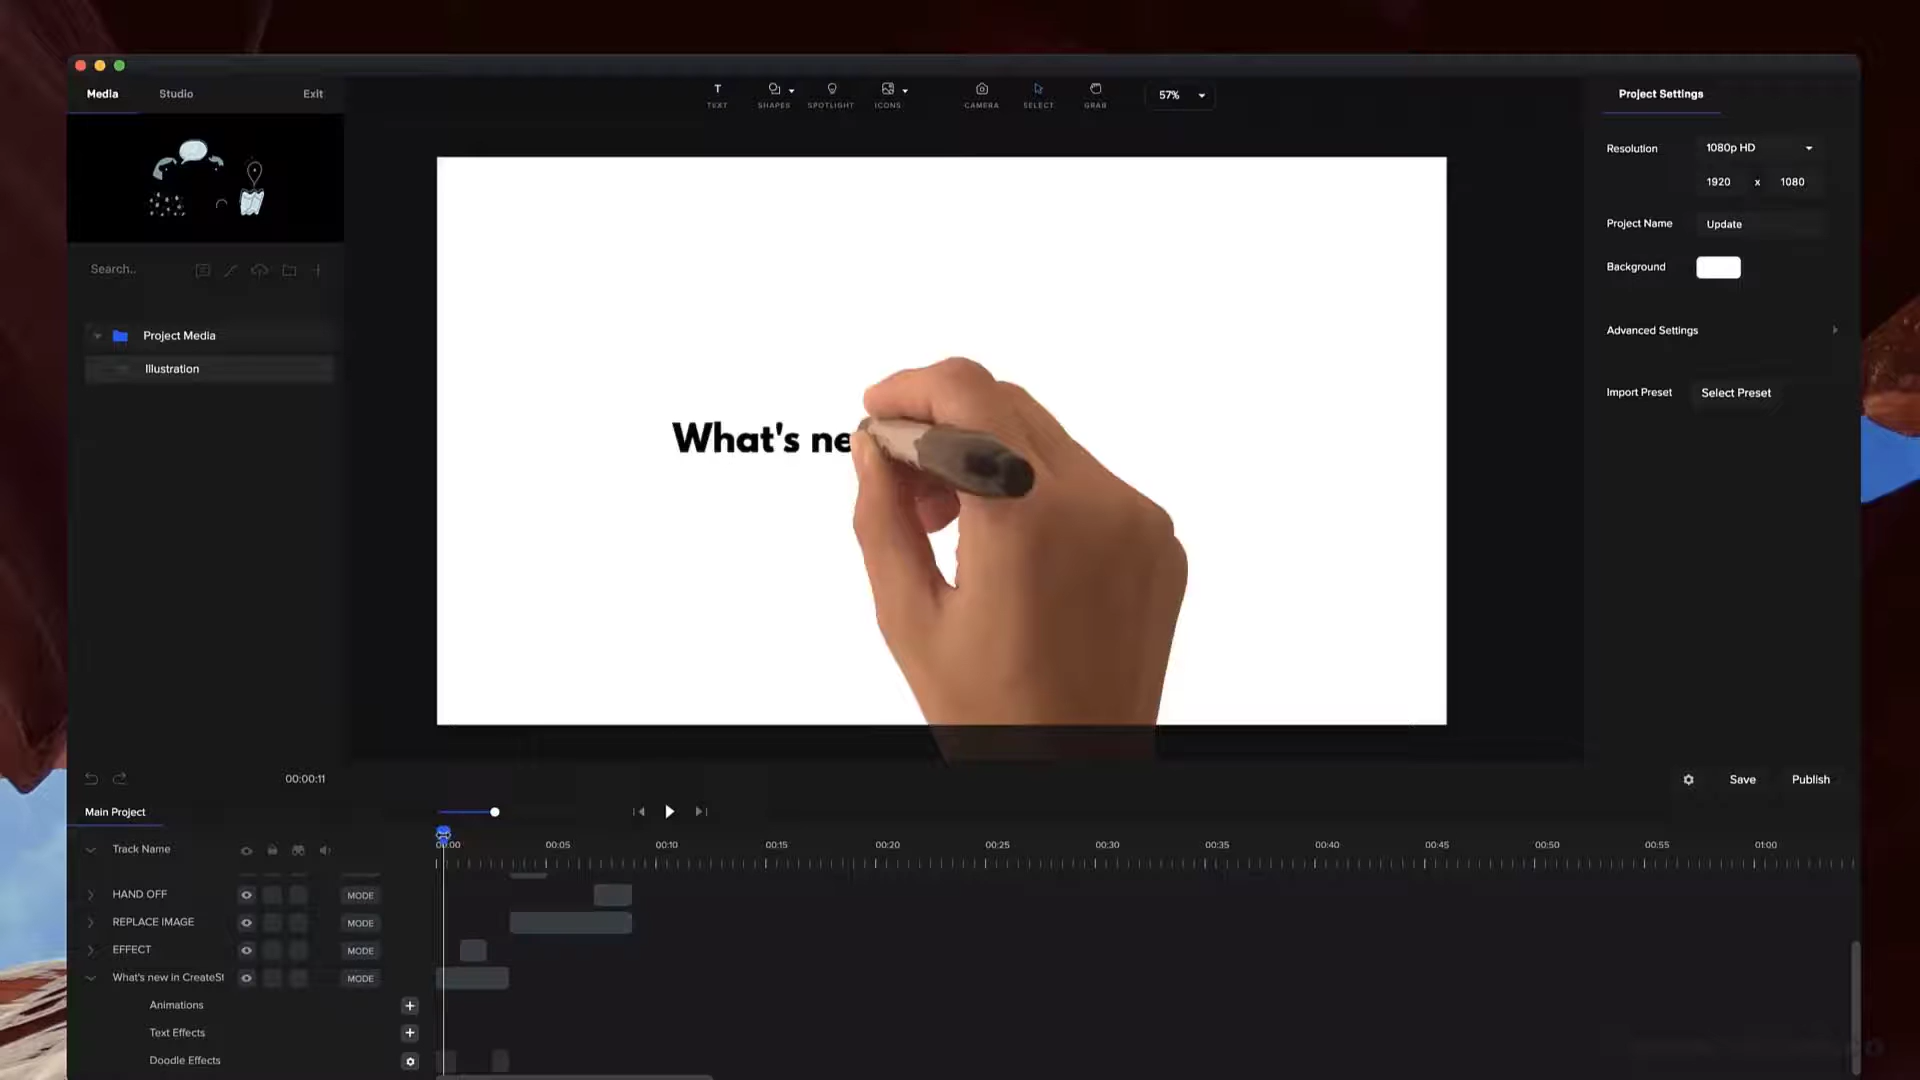 Media
Studio
Exit
TEXT
SHAPES
SPOTLIGHT
ICONS
CAMERA
SELECT
GRAB
57%
Project Settings
Resolution
1080p HD
1920 x 1080
Project Name
Update
Background
Advanced Settings
Import Preset
Select Preset
Search..
Project Media
Illustration
What's ne
00:00:11
Save
Publish
Main Project
Track Name
00:05
00:10
00:15
00:20
00:25
00:30
00:35
00:40
00:45
00:50
00:55
01:00
HAND OFF
MODE
REPLACE IMAGE
MODE
EFFECT
MODE
What's new in CreateSt
MODE
Animations
Text Effects
Doodle Effects